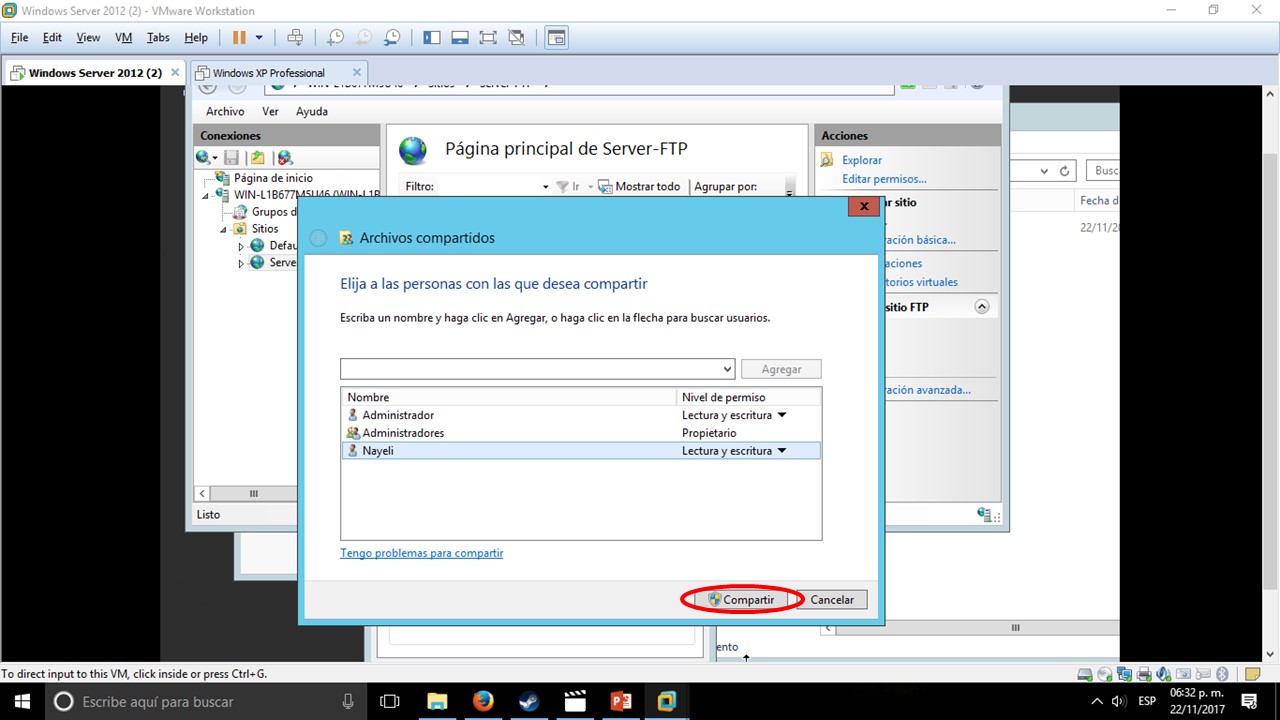 Windows Server 2012 (2) - VMware Workstation
File Edit View VM Tabs Help
Windows Server 2012 (2) Windows XP Professional
Archivo Ver Ayuda
Conexiones
Página de inicio
WIN-L1B677M5U46 (WIN-L1B
Grupos d
Sitios
Defau
Serve
Página principal de Server-FTP
Filtro: Ir Mostrar todo Agrupar por:
Acciones
Explorar
Editar permisos...
ar sitio
ración básica...
aciones
torios virtuales
sitio FTP
ración avanzada...
Busc
Fecha d
22/11/20
Archivos compartidos
Elija a las personas con las que desea compartir
Escriba un nombre y haga clic en Agregar, o haga clic en la flecha para buscar usuarios.
Agregar
Nombre Nivel de permiso
Administrador Lectura y escritura
Administradores Propietario
Nayeli Lectura y escritura
Tengo problemas para compartir
Compartir Cancelar
Listo
ento
To direct input to this VM, click inside or press Ctrl+G.
Escribe aquí para buscar
ESP
06:32 p. m.
22/11/2017